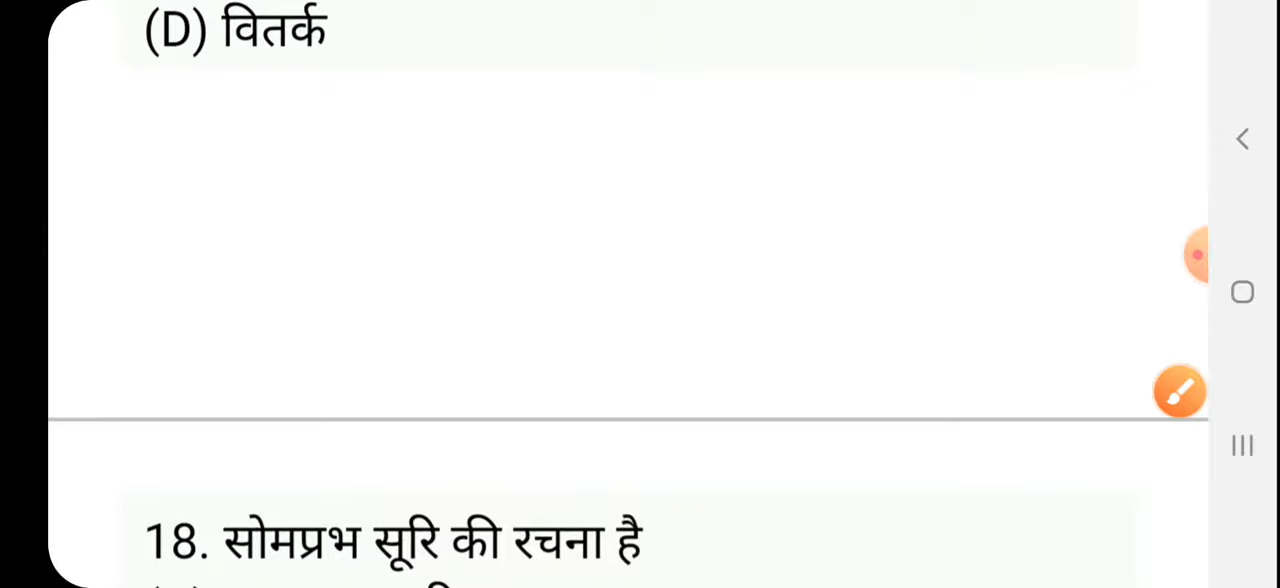 (D) वितर्क
18. सोमप्रभ सूरि की रचना है